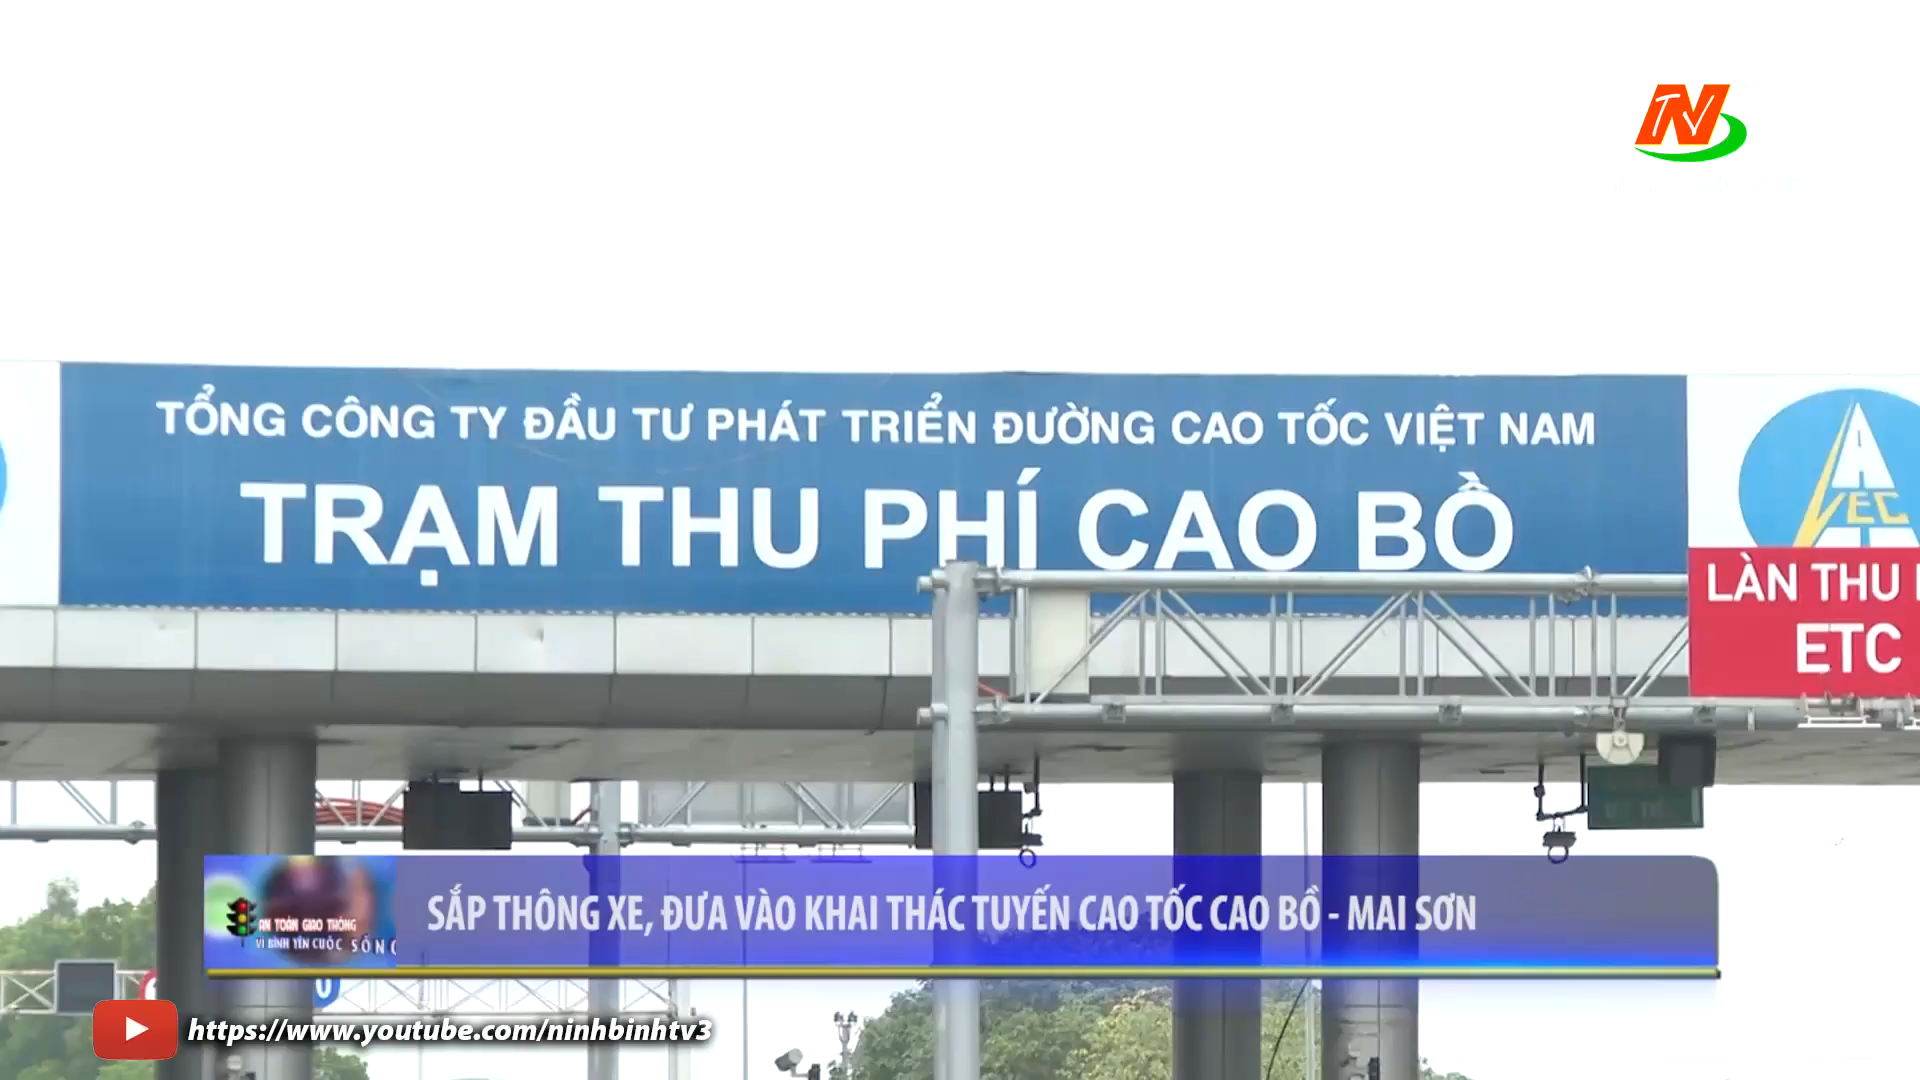 TỔNG CÔNG TY ĐẦU TƯ PHÁT TRIỂN ĐƯỜNG CAO TỐC VIỆT NAM
TRẠM THU PHÍ CAO BỒ
VEC
LÀN THU
ETC
AN TOÀN GIAO THÔNG
VÌ BÌNH YÊN CUỘC SỐNG
SẮP THÔNG XE, ĐƯA VÀO KHAI THÁC TUYẾN CAO TỐC CAO BỒ - MAI SƠN
https://www.youtube.com/ninhbinhtv3